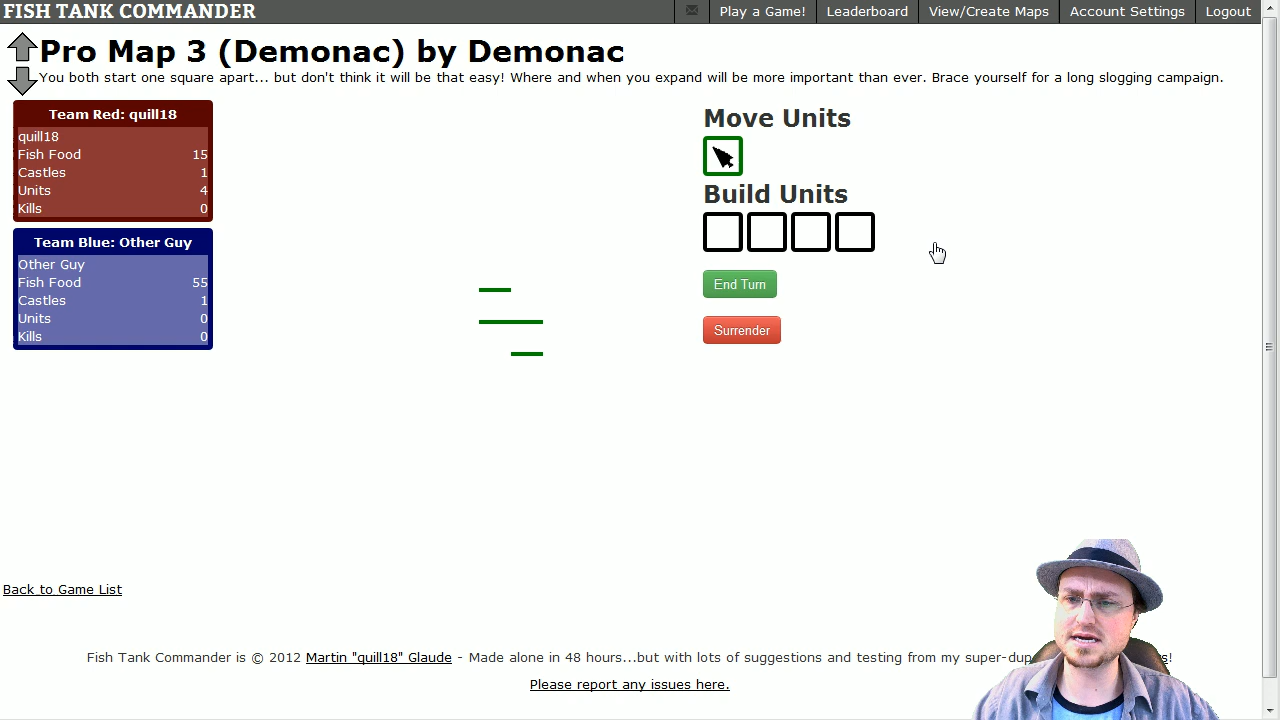 FISH TANK COMMANDER
Play a Game!
Leaderboard
View/Create Maps
Account Settings
Logout
Pro Map 3 (Demonac) by Demonac
You both start one square apart... but don't think it will be that easy! Where and when you expand will be more important than ever. Brace yourself for a long slogging campaign.
Team Red: quill18
quill18
Fish Food 15
Castles 1
Units 4
Kills 0
Team Blue: Other Guy
Other Guy
Fish Food 55
Castles 1
Units 0
Kills 0
Move Units
Build Units
End Turn
Surrender
Back to Game List
Fish Tank Commander is © 2012 Martin "quill18" Glaude - Made alone in 48 hours...but with lots of suggestions and testing from my super-dup s!
Please report any issues here.